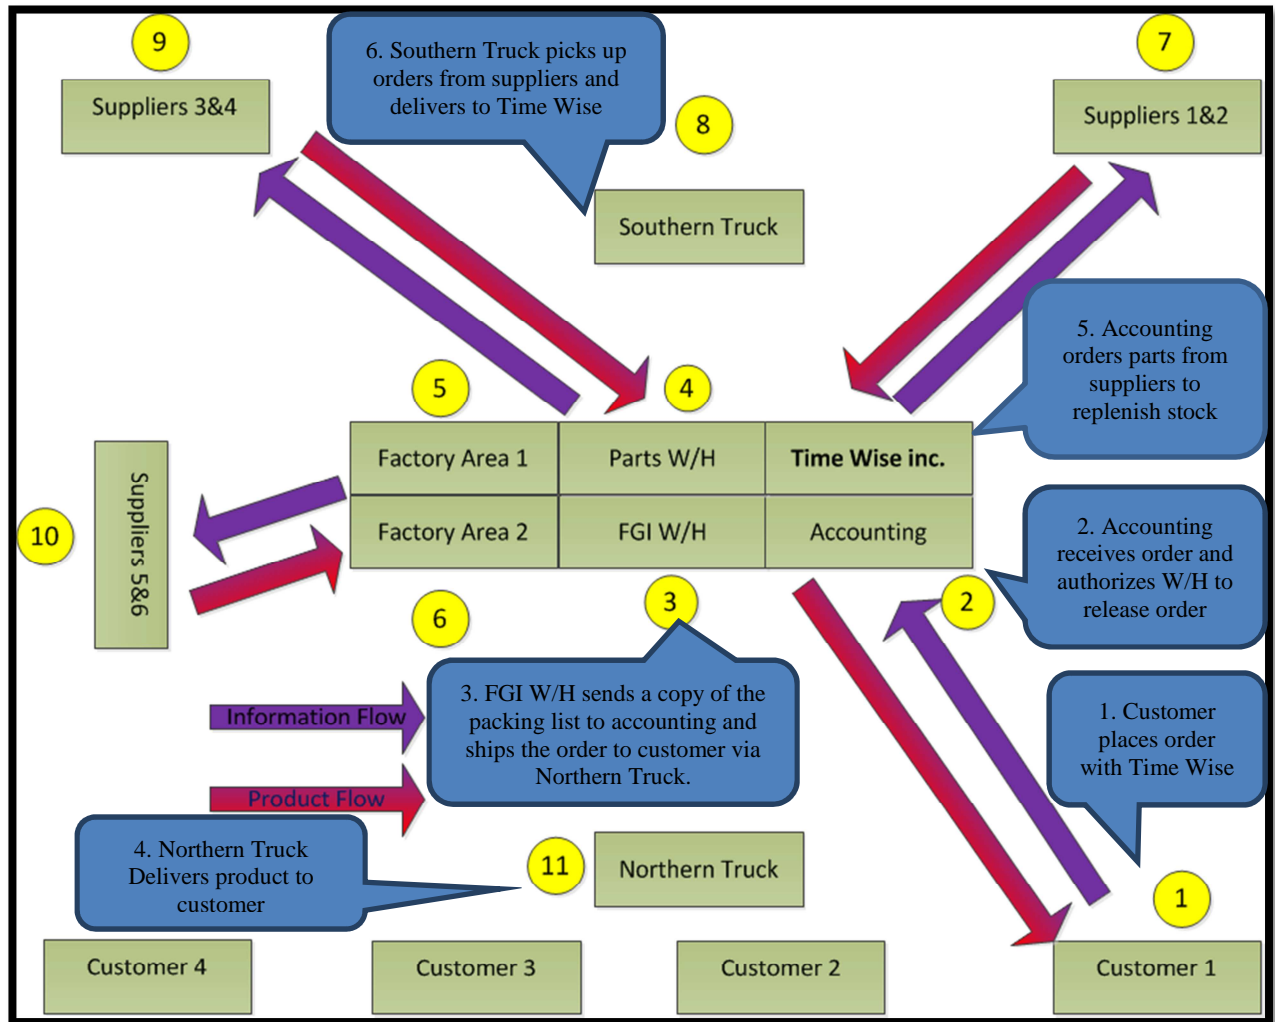 9
6. Southern Truck picks up
orders from suppliers and
delivers to Time Wise
7
Suppliers 3&4
8
Suppliers 1&2
Southern Truck
5. Accounting
orders parts from
suppliers to
replenish stock
5
4
Factory Area 1
Parts W/H
Time Wise inc.
Factory Area 2
FGI W/H
Accounting
10
Suppliers 5&6
2. Accounting
receives order and
authorizes W/H to
release order
6
3
2
3. FGI W/H sends a copy of the
packing list to accounting and
ships the order to customer via
Northern Truck.
Information Flow
Product Flow
1. Customer
places order
with Time Wise
4. Northern Truck
Delivers product to
customer
11
Northern Truck
1
Customer 4
Customer 3
Customer 2
Customer 1